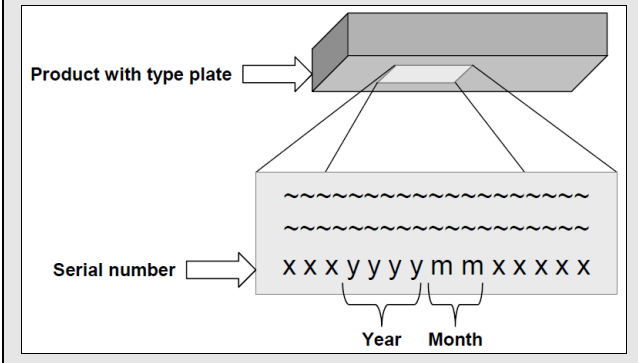 Product with type plate
~~~~~~~~~~~~~~~~~~~
~~~~~~~~~~~~~~~~~~~
Serial number x x x y y y y m m x x x x x
Year Month